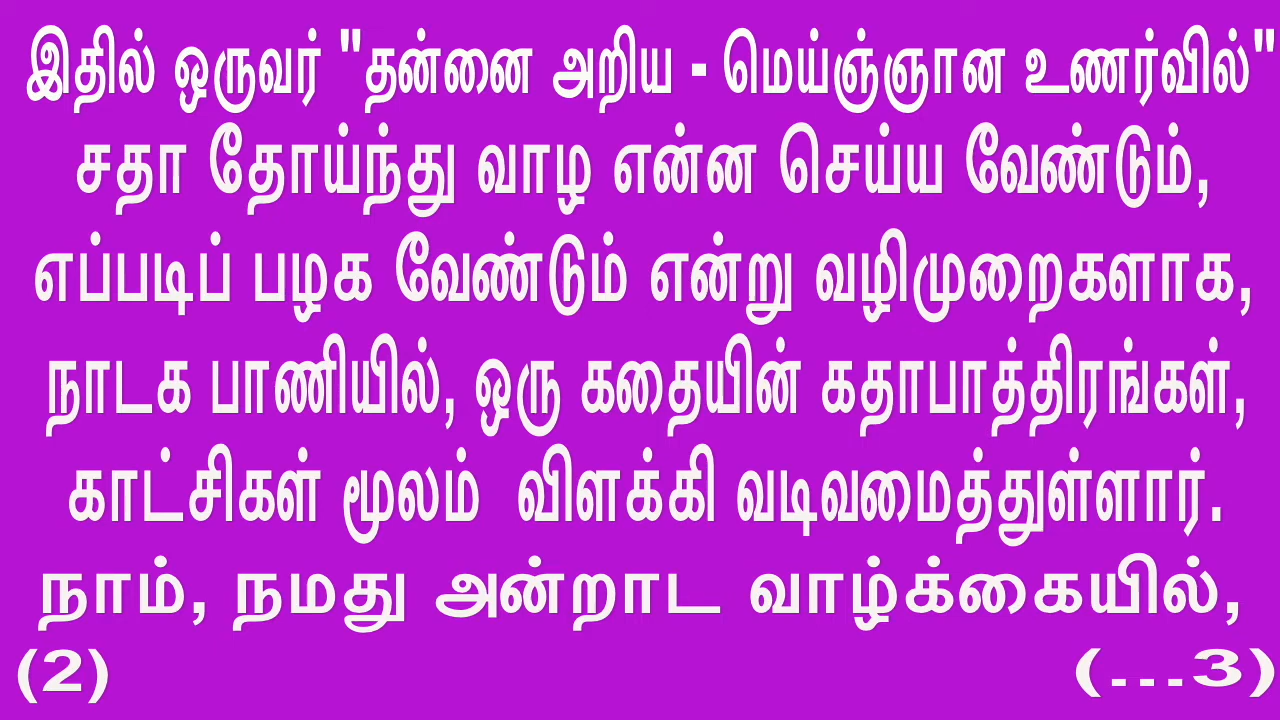 இதில் ஒருவர் "தன்னை அறிய - மெய்ஞ்ஞான உணர்வில்"
சதா தோய்ந்து வாழ என்ன செய்ய வேண்டும்,
எப்படிப் பழக வேண்டும் என்று வழிமுறைகளாக,
நாடக பாணியில், ஒரு கதையின் கதாபாத்திரங்கள்,
காட்சிகள் மூலம் விளக்கி வடிவமைத்துள்ளார்.
நாம், நமது அன்றாட வாழ்க்கையில்,
(2) (...3)